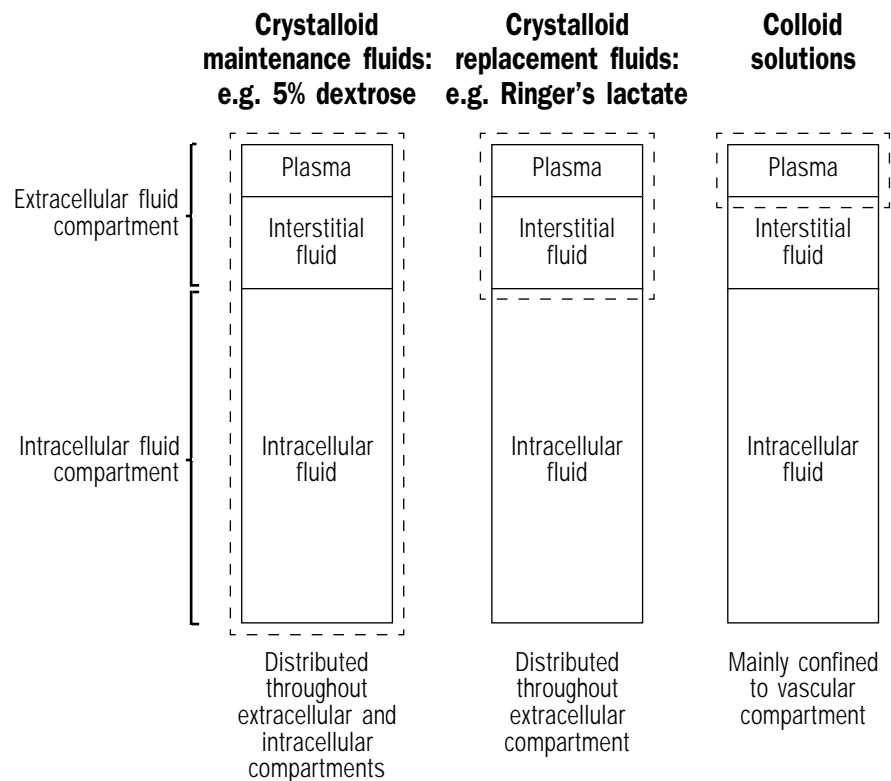 Crystalloid
maintenance fluids:
e.g. 5% dextrose
Crystalloid
replacement fluids:
e.g. Ringer's lactate
Colloid
solutions
Extracellular fluid
compartment
Intracellular fluid
compartment
Plasma
Interstitial
fluid
Intracellular
fluid
Plasma
Interstitial
fluid
Intracellular
fluid
Plasma
Interstitial
fluid
Intracellular
fluid
Distributed
throughout
extracellular and
intracellular
compartments
Distributed
throughout
extracellular
compartment
Mainly confined
to vascular
compartment